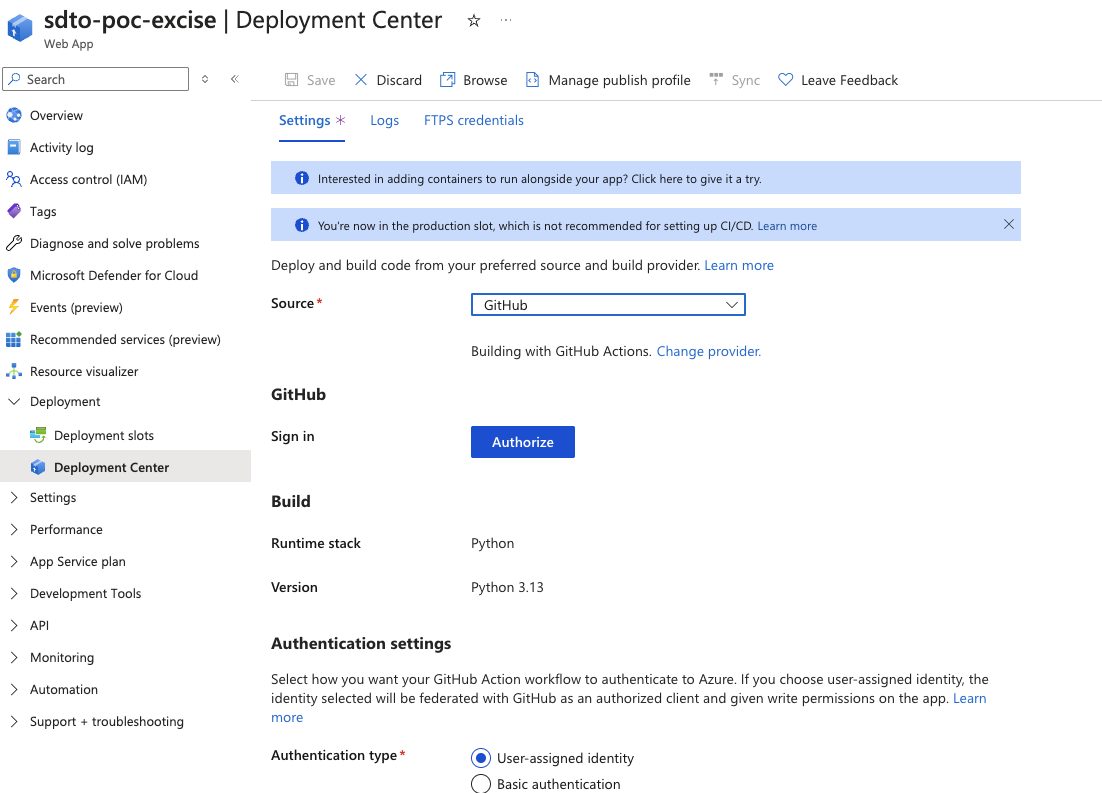 sdto-poc-excise | Deployment Center
Web App
Search
Save
Discard
Browse
Manage publish profile
Sync
Leave Feedback
Overview
Activity log
Access control (IAM)
Tags
Diagnose and solve problems
Microsoft Defender for Cloud
Events (preview)
Recommended services (preview)
Resource visualizer
Deployment
Deployment slots
Deployment Center
Settings
Performance
App Service plan
Development Tools
API
Monitoring
Automation
Support + troubleshooting
Settings *
Logs
FTPS credentials
Interested in adding containers to run alongside your app? Click here to give it a try.
You're now in the production slot, which is not recommended for setting up CI/CD. Learn more
Deploy and build code from your preferred source and build provider. Learn more
Source *
GitHub
Building with GitHub Actions. Change provider.
GitHub
Sign in
Authorize
Build
Runtime stack
Python
Version
Python 3.13
Authentication settings
Select how you want your GitHub Action workflow to authenticate to Azure. If you choose user-assigned identity, the
identity selected will be federated with GitHub as an authorized client and given write permissions on the app. Learn
more
Authentication type *
User-assigned identity
Basic authentication